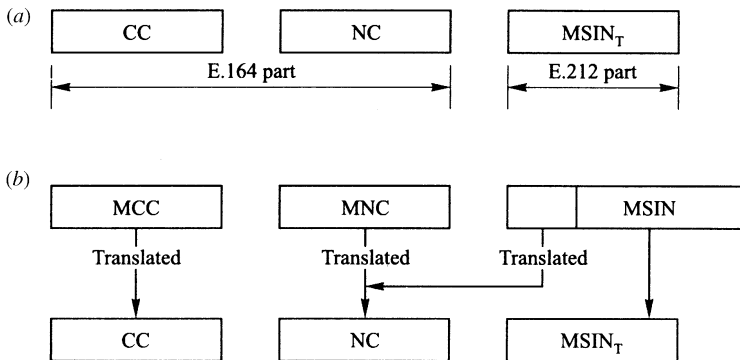 (a)
CC NC MSIN_T
E.164 part E.212 part
(b)
MCC MNC MSIN
Translated Translated Translated
CC NC MSIN_T